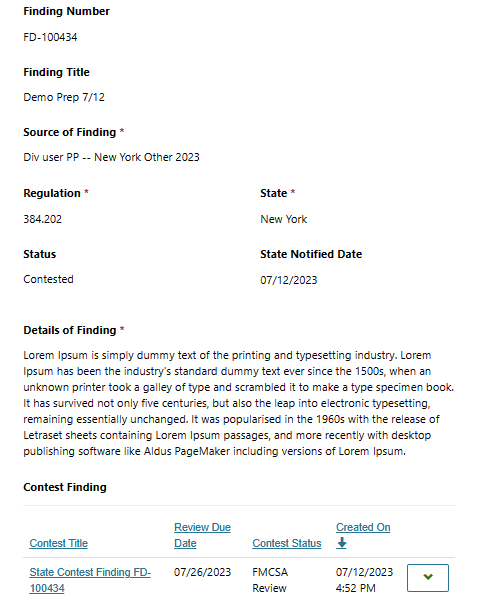 Finding Number
FD-100434
Finding Title
Demo Prep 7/12
Source of Finding *
Div user PP -- New York Other 2023
Regulation *
State *
384.202
New York
Status
State Notified Date
Contested
07/12/2023
Details of Finding *
Lorem Ipsum is simply dummy text of the printing and typesetting industry. Lorem
Ipsum has been the industry's standard dummy text ever since the 1500s, when an
unknown printer took a galley of type and scrambled it to make a type specimen book.
It has survived not only five centuries, but also the leap into electronic typesetting,
remaining essentially unchanged. It was popularised in the 1960s with the release of
Letraset sheets containing Lorem Ipsum passages, and more recently with desktop
publishing software like Aldus PageMaker including versions of Lorem Ipsum.
Contest Finding
Contest Title
Review Due
Date
Contest Status
Created On
State Contest Finding FD-
100434
07/26/2023
FMCSA
Review
07/12/2023
4:52 PM